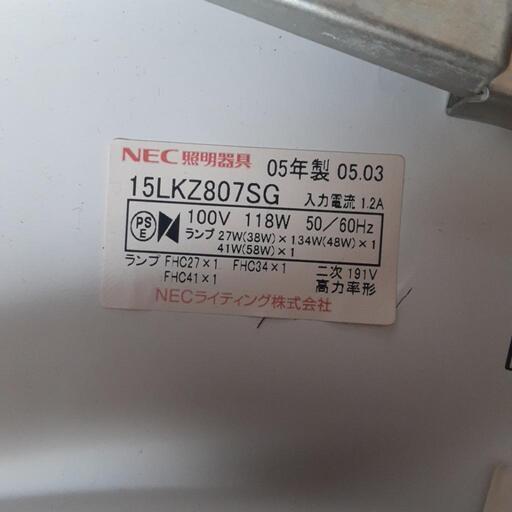 NEC照明器具 05年製 05.03
15LKZ807SG 入力電流 1.2A
PS E 100V 118W 50/60Hz
ランプ 27W(38W)×134W(48W)×1
41W(58W)×1
ランプ FHC27×1 FHC34×1 二次 191V
FHC41×1 高力率形
NECライティング株式会社